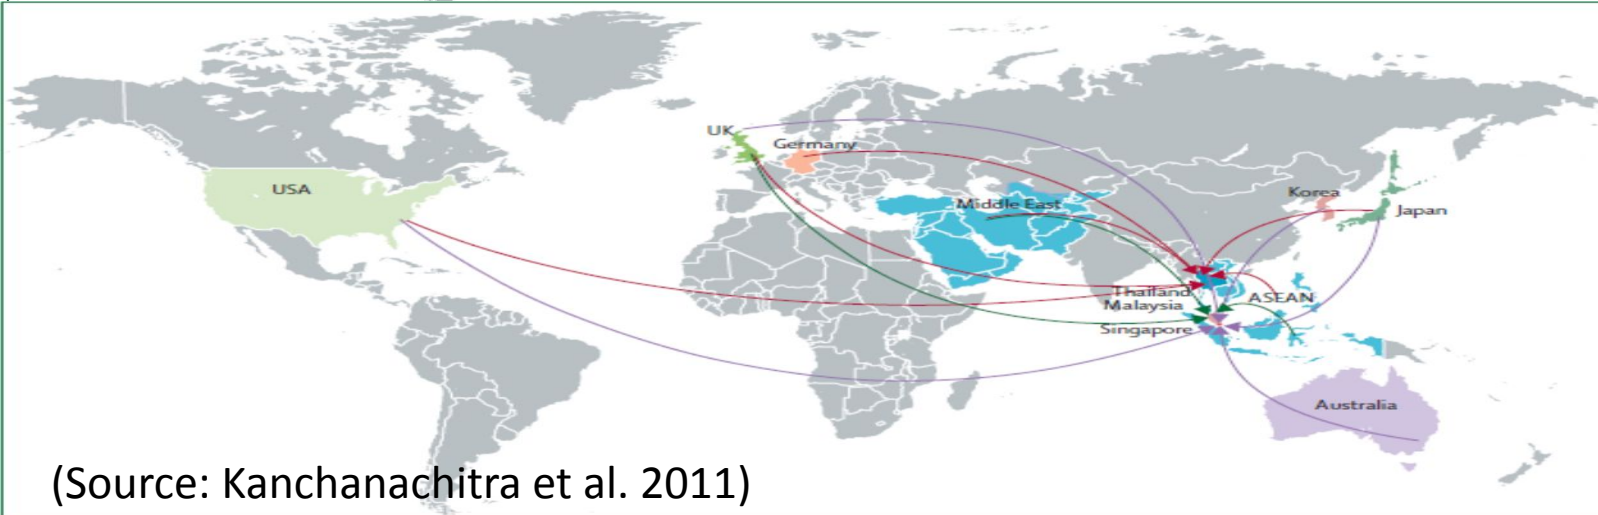 UK
Germany
USA
Middle East
Korea
Japan
Thailand
Malaysia
ASEAN
Singapore
Australia
(Source: Kanchanachitra et al. 2011)